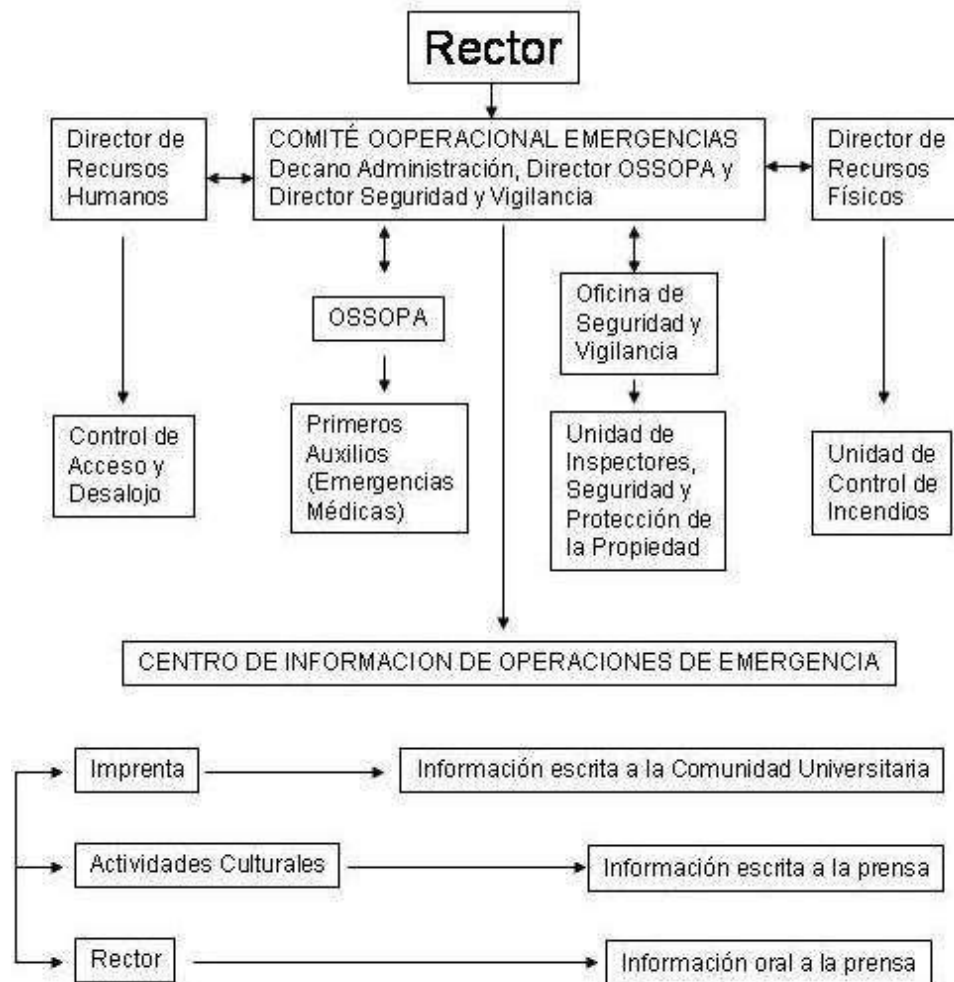 Rector
Director de
Recursos
Humanos
COMITÉ OOPERACIONAL EMERGENCIAS
Decano Administración, Director OSSOPA y
Director Seguridad y Vigilancia
Director de
Recursos
Físicos
OSSOPA
Oficina de
Seguridad y
Vigilancia
Control de
Acceso y
Desalojo
Primeros
Auxilios
(Emergencias
Médicas)
Unidad de
Inspectores,
Seguridad y
Protección de
la Propiedad
Unidad de
Control de
Incendios
CENTRO DE INFORMACION DE OPERACIONES DE EMERGENCIA
Imprenta
Información escrita a la Comunidad Universitaria
Actividades Culturales
Información escrita a la prensa
Rector
Información oral a la prensa